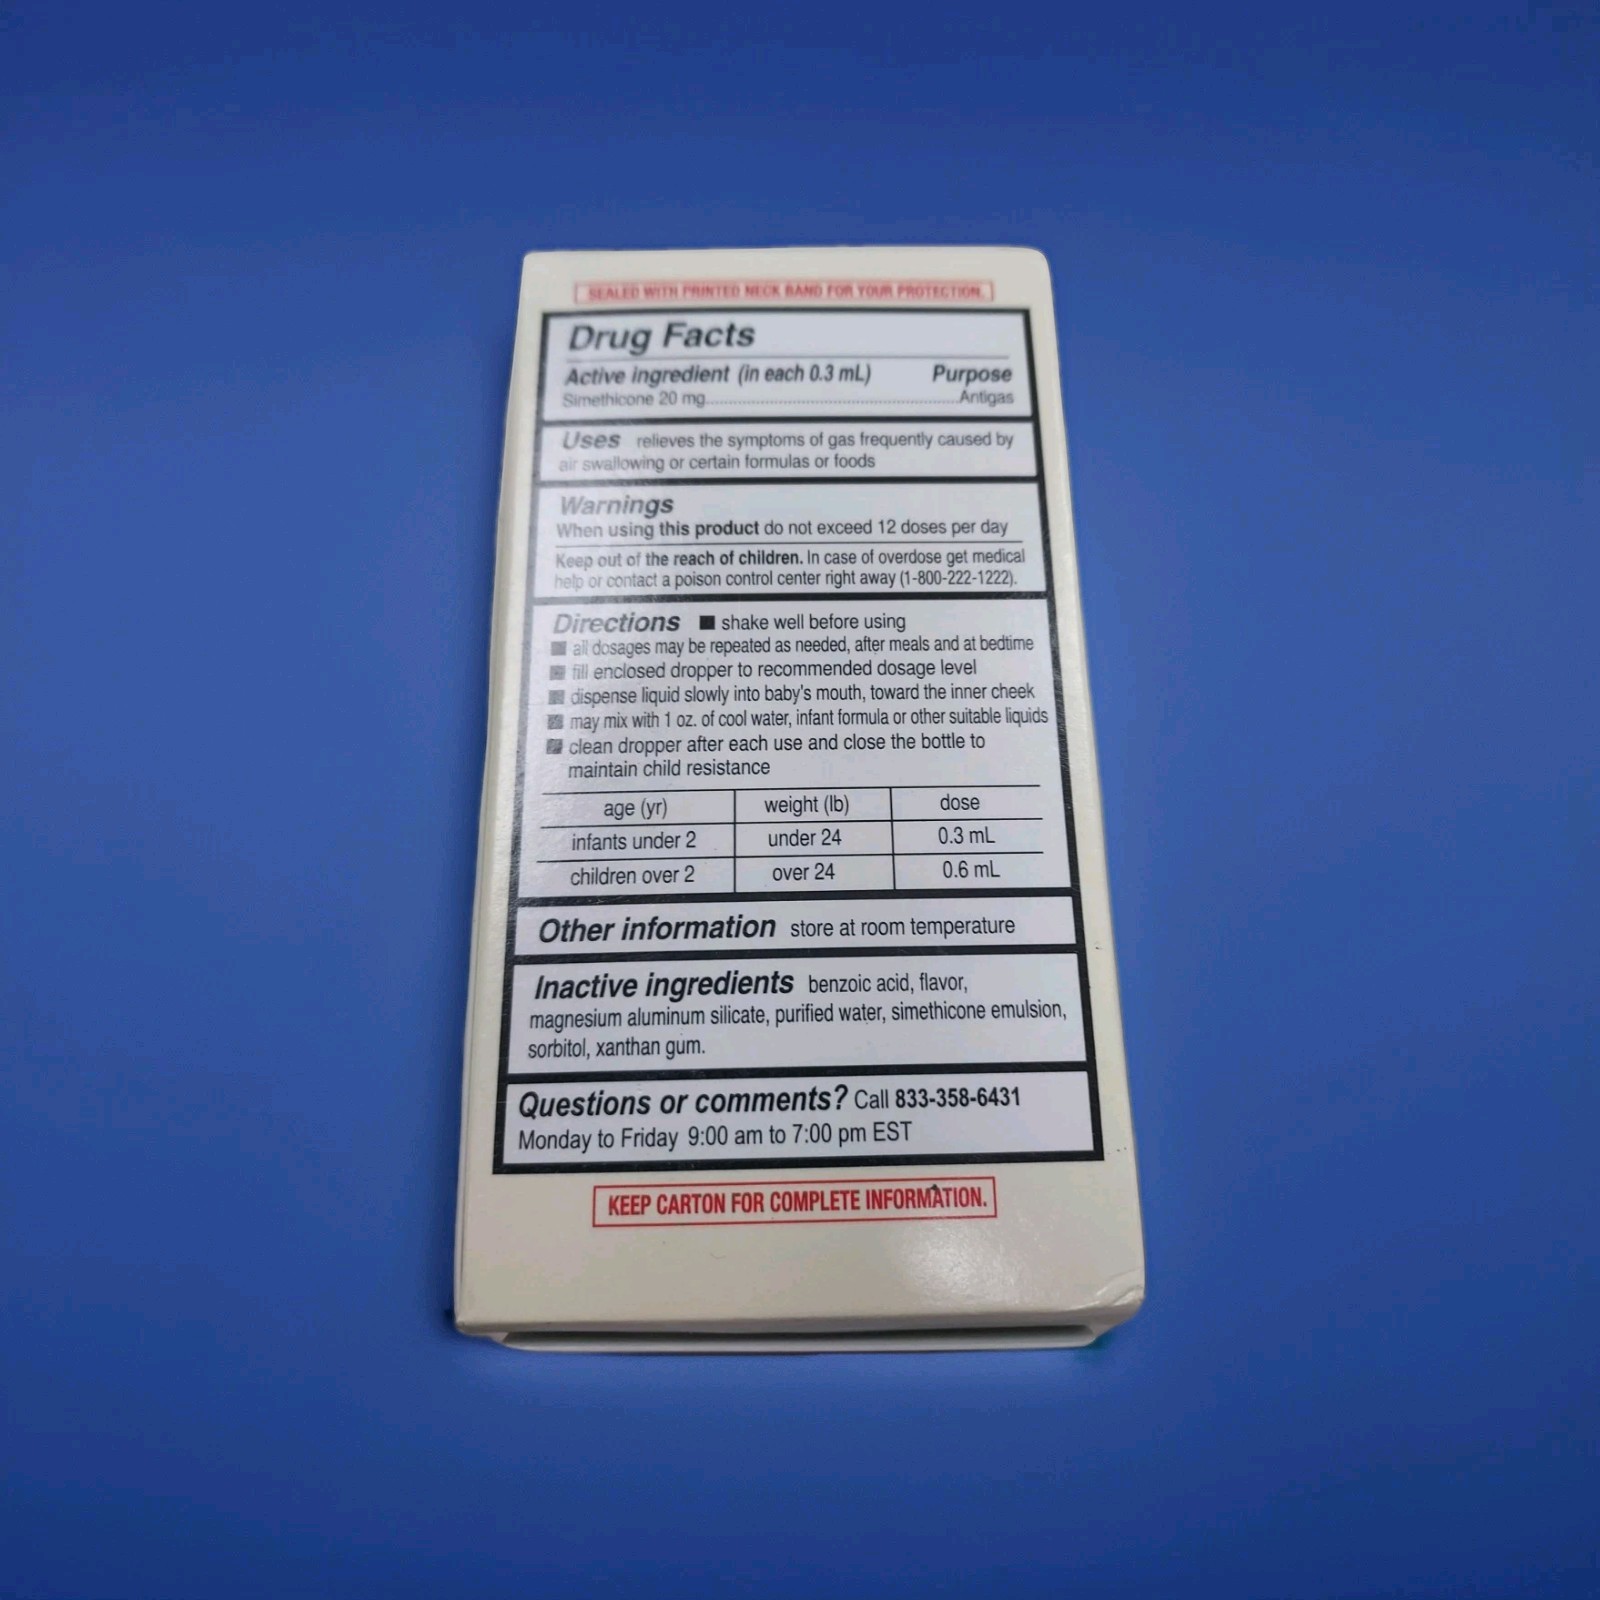 SEALED WITH PRINTED NECK BAND FOR YOUR PROTECTION.
Drug Facts
Active ingredient (in each 0.3 mL) Purpose
Simethicone 20 mg..........................................................Antigas
Uses relieves the symptoms of gas frequently caused by
air swallowing or certain formulas or foods
Warnings
When using this product do not exceed 12 doses per day
Keep out of the reach of children. In case of overdose get medical
help or contact a poison control center right away (1-800-222-1222).
Directions ■ shake well before using
■ all dosages may be repeated as needed, after meals and at bedtime
■ fill enclosed dropper to recommended dosage level
■ dispense liquid slowly into baby's mouth, toward the inner cheek
■ may mix with 1 oz. of cool water, infant formula or other suitable liquids
■ clean dropper after each use and close the bottle to
maintain child resistance
age (yr) weight (lb) dose
infants under 2 under 24 0.3 mL
children over 2 over 24 0.6 mL
Other information store at room temperature
Inactive ingredients benzoic acid, flavor,
magnesium aluminum silicate, purified water, simethicone emulsion,
sorbitol, xanthan gum.
Questions or comments? Call 833-358-6431
Monday to Friday 9:00 am to 7:00 pm EST
KEEP CARTON FOR COMPLETE INFORMATION.